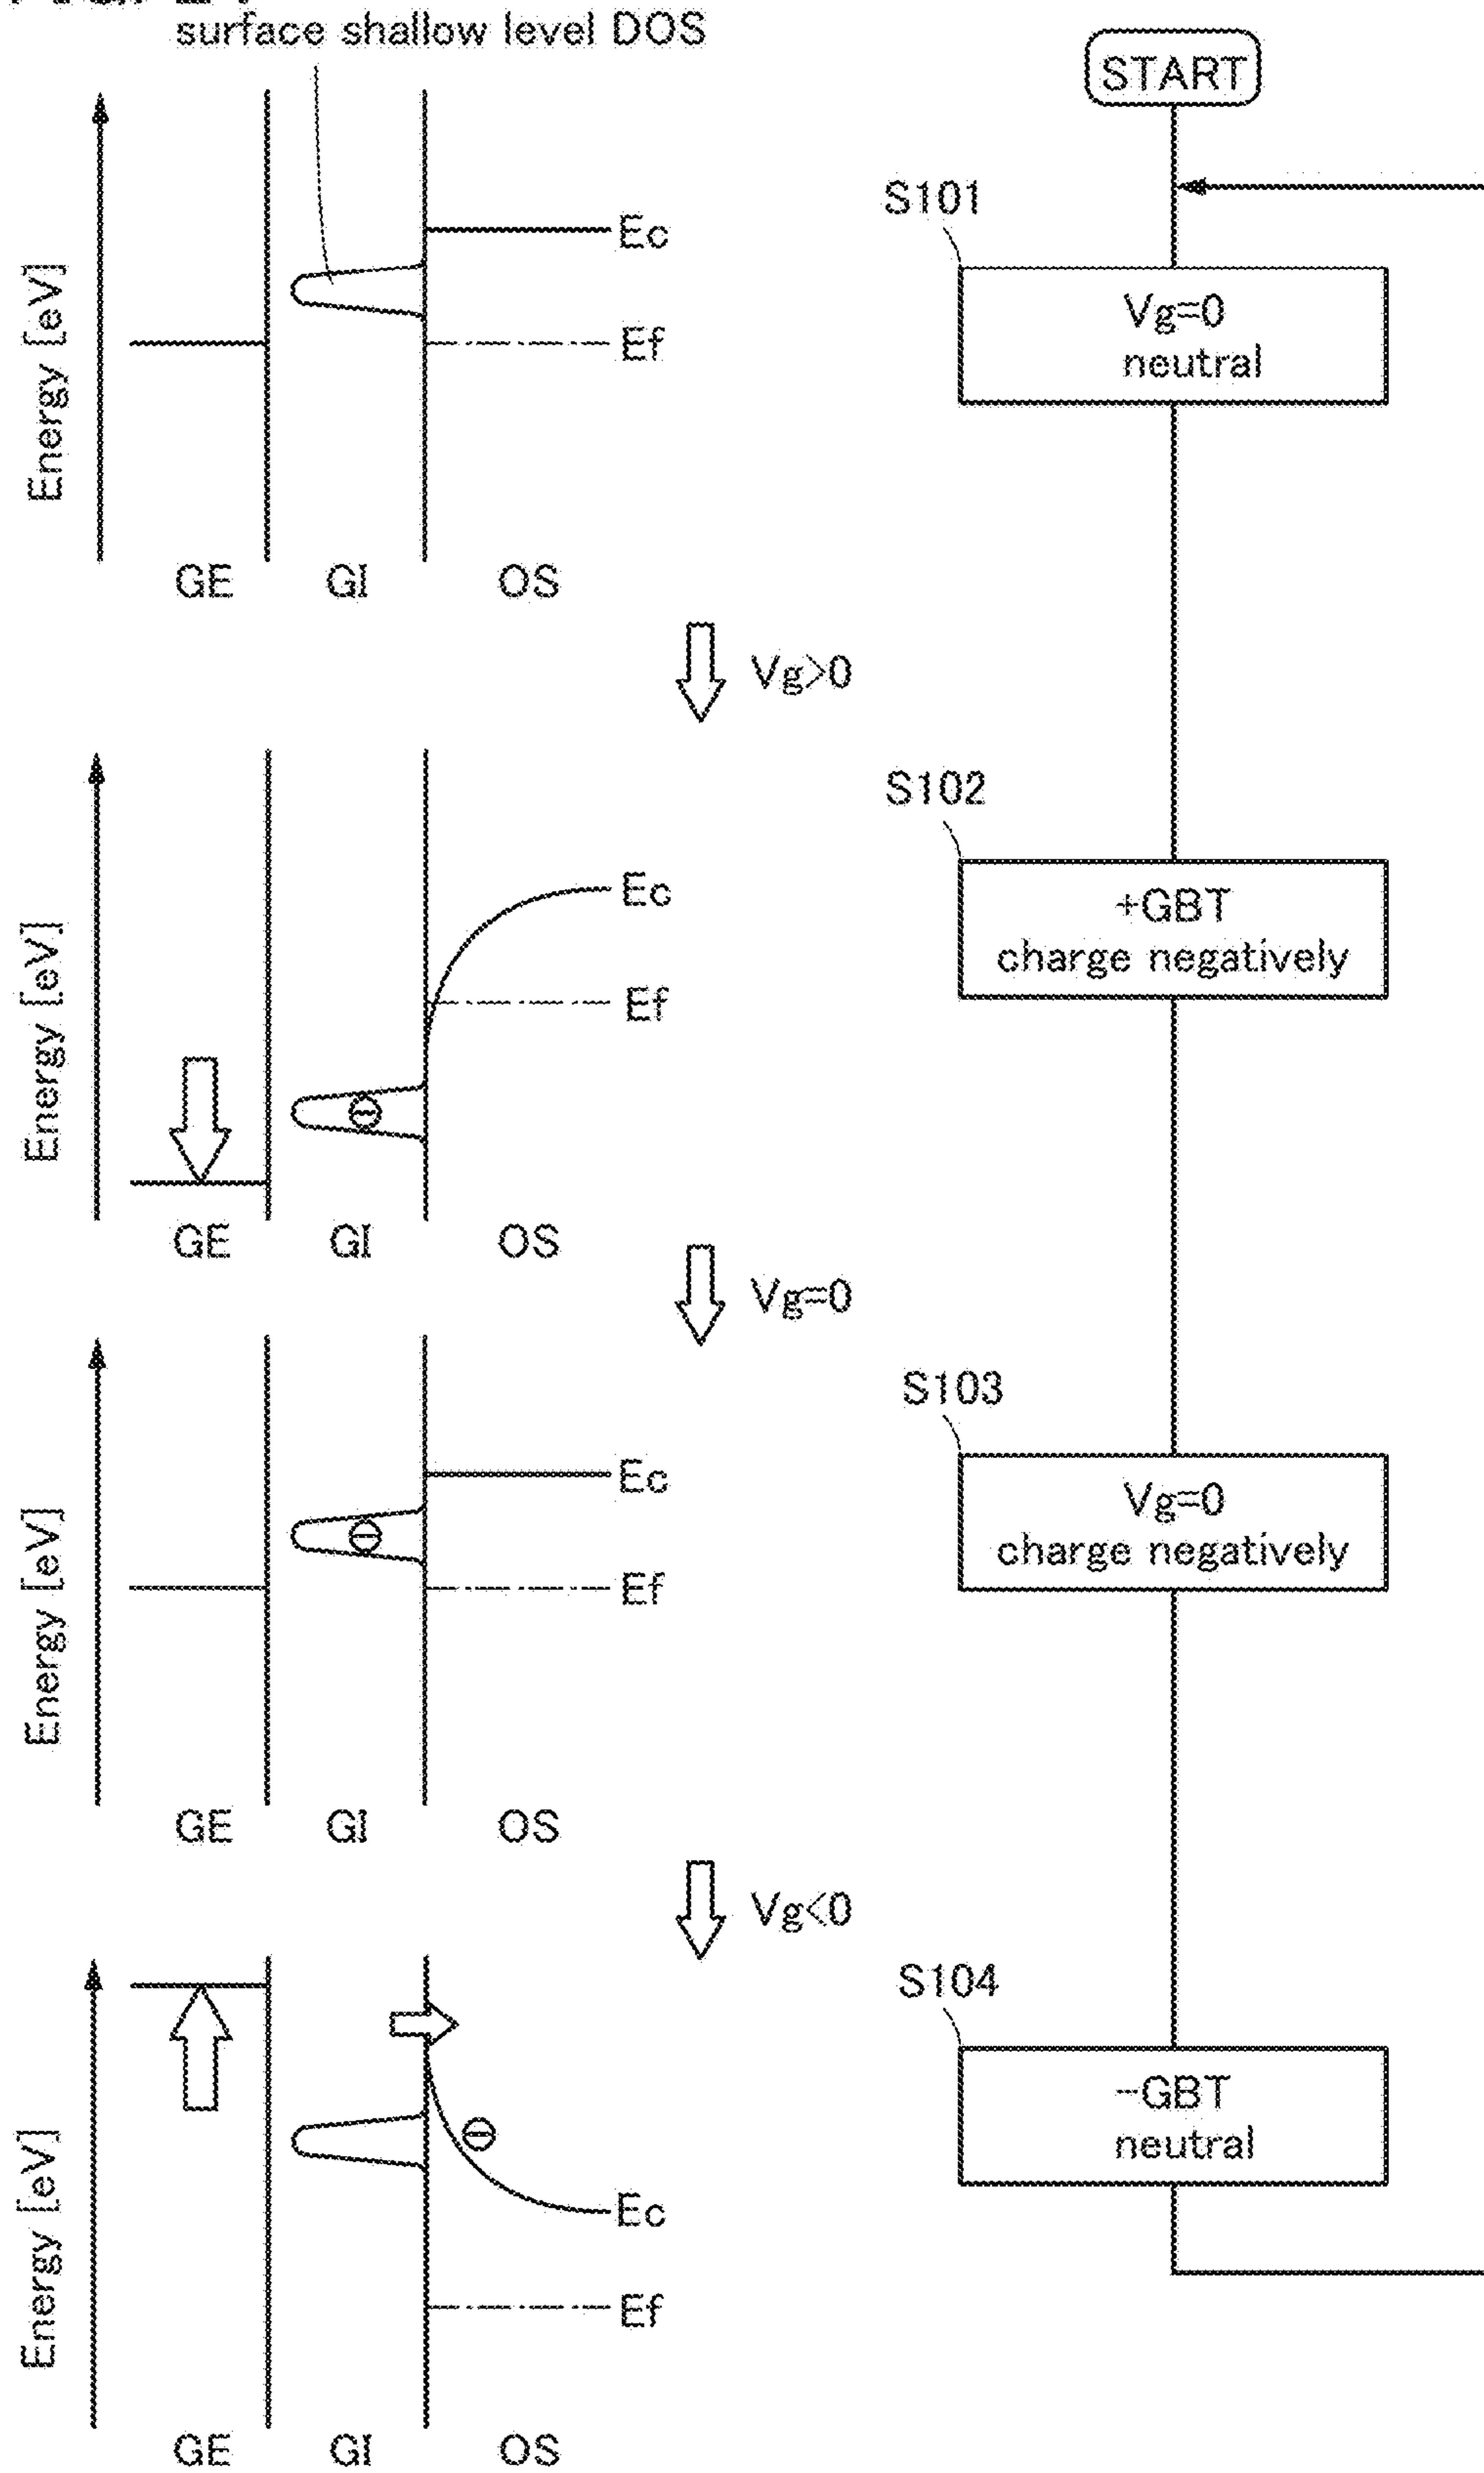 surface shallow level DOS
START
S101
Ec
Vg=0
neutral
Ef
Energy [eV]
GE GI OS
Vg>0
S102
Ec
+GBT
charge negatively
Ef
Energy [eV]
GE GI OS
Vg=0
S103
Ec
Vg=0
charge negatively
Ef
Energy [eV]
GE GI OS
Vg<0
S104
-GBT
neutral
Ec
Ef
Energy [eV]
GE GI OS